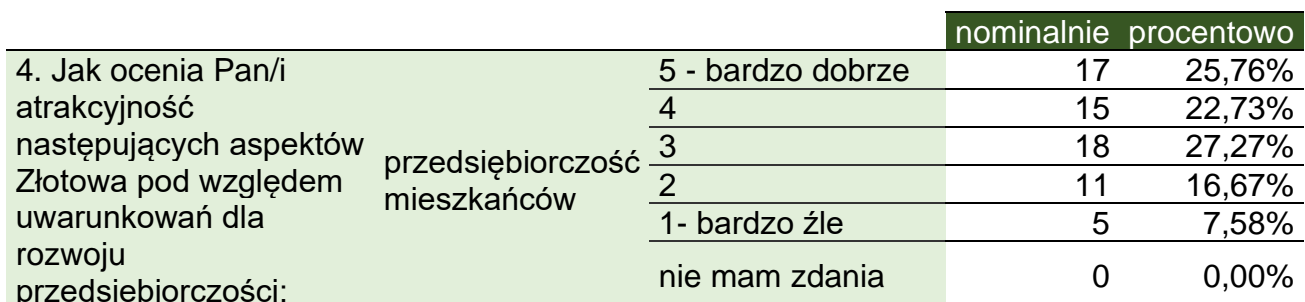 nominalnie procentowo
4. Jak ocenia Pan/i
atrakcyjność
następujących aspektów
Złotowa pod względem
uwarunkowań dla
rozwoju
przedsiębiorczości:
przedsiębiorczość
mieszkańców
5 - bardzo dobrze 17 25,76%
4 15 22,73%
3 18 27,27%
2 11 16,67%
1- bardzo źle 5 7,58%
nie mam zdania 0 0,00%